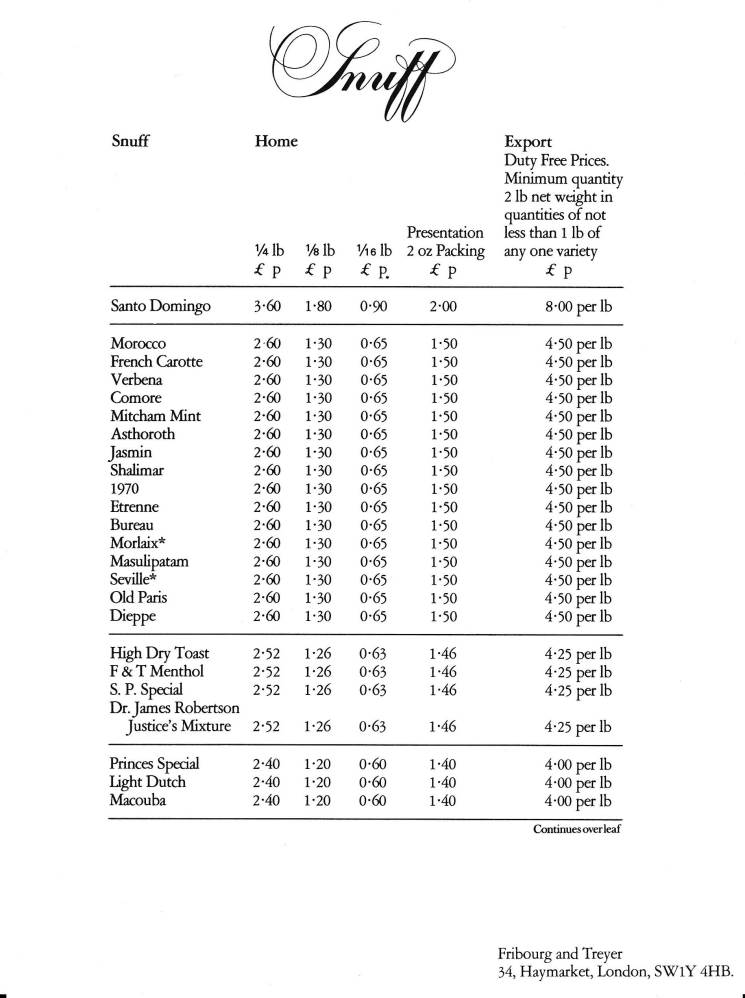 Snuff
Snuff Home Export
Duty Free Prices.
Minimum quantity
2 lb net weight in
quantities of not
Presentation less than 1 lb of
¼ lb ⅛ lb 1/16 lb 2 oz Packing any one variety
£ p £ p £ p. £ p £ p
Santo Domingo 3·60 1·80 0·90 2·00 8·00 per lb
Morocco 2·60 1·30 0·65 1·50 4·50 per lb
French Carotte 2·60 1·30 0·65 1·50 4·50 per lb
Verbena 2·60 1·30 0·65 1·50 4·50 per lb
Comore 2·60 1·30 0·65 1·50 4·50 per lb
Mitcham Mint 2·60 1·30 0·65 1·50 4·50 per lb
Asthoroth 2·60 1·30 0·65 1·50 4·50 per lb
Jasmin 2·60 1·30 0·65 1·50 4·50 per lb
Shalimar 2·60 1·30 0·65 1·50 4·50 per lb
1970 2·60 1·30 0·65 1·50 4·50 per lb
Etrenne 2·60 1·30 0·65 1·50 4·50 per lb
Bureau 2·60 1·30 0·65 1·50 4·50 per lb
Morlaix* 2·60 1·30 0·65 1·50 4·50 per lb
Masulipatam 2·60 1·30 0·65 1·50 4·50 per lb
Seville* 2·60 1·30 0·65 1·50 4·50 per lb
Old Paris 2·60 1·30 0·65 1·50 4·50 per lb
Dieppe 2·60 1·30 0·65 1·50 4·50 per lb
High Dry Toast 2·52 1·26 0·63 1·46 4·25 per lb
F & T Menthol 2·52 1·26 0·63 1·46 4·25 per lb
S. P. Special 2·52 1·26 0·63 1·46 4·25 per lb
Dr. James Robertson
Justice's Mixture 2·52 1·26 0·63 1·46 4·25 per lb
Princes Special 2·40 1·20 0·60 1·40 4·00 per lb
Light Dutch 2·40 1·20 0·60 1·40 4·00 per lb
Macouba 2·40 1·20 0·60 1·40 4·00 per lb
Continues overleaf
Fribourg and Treyer
34, Haymarket, London, SW1Y 4HB.